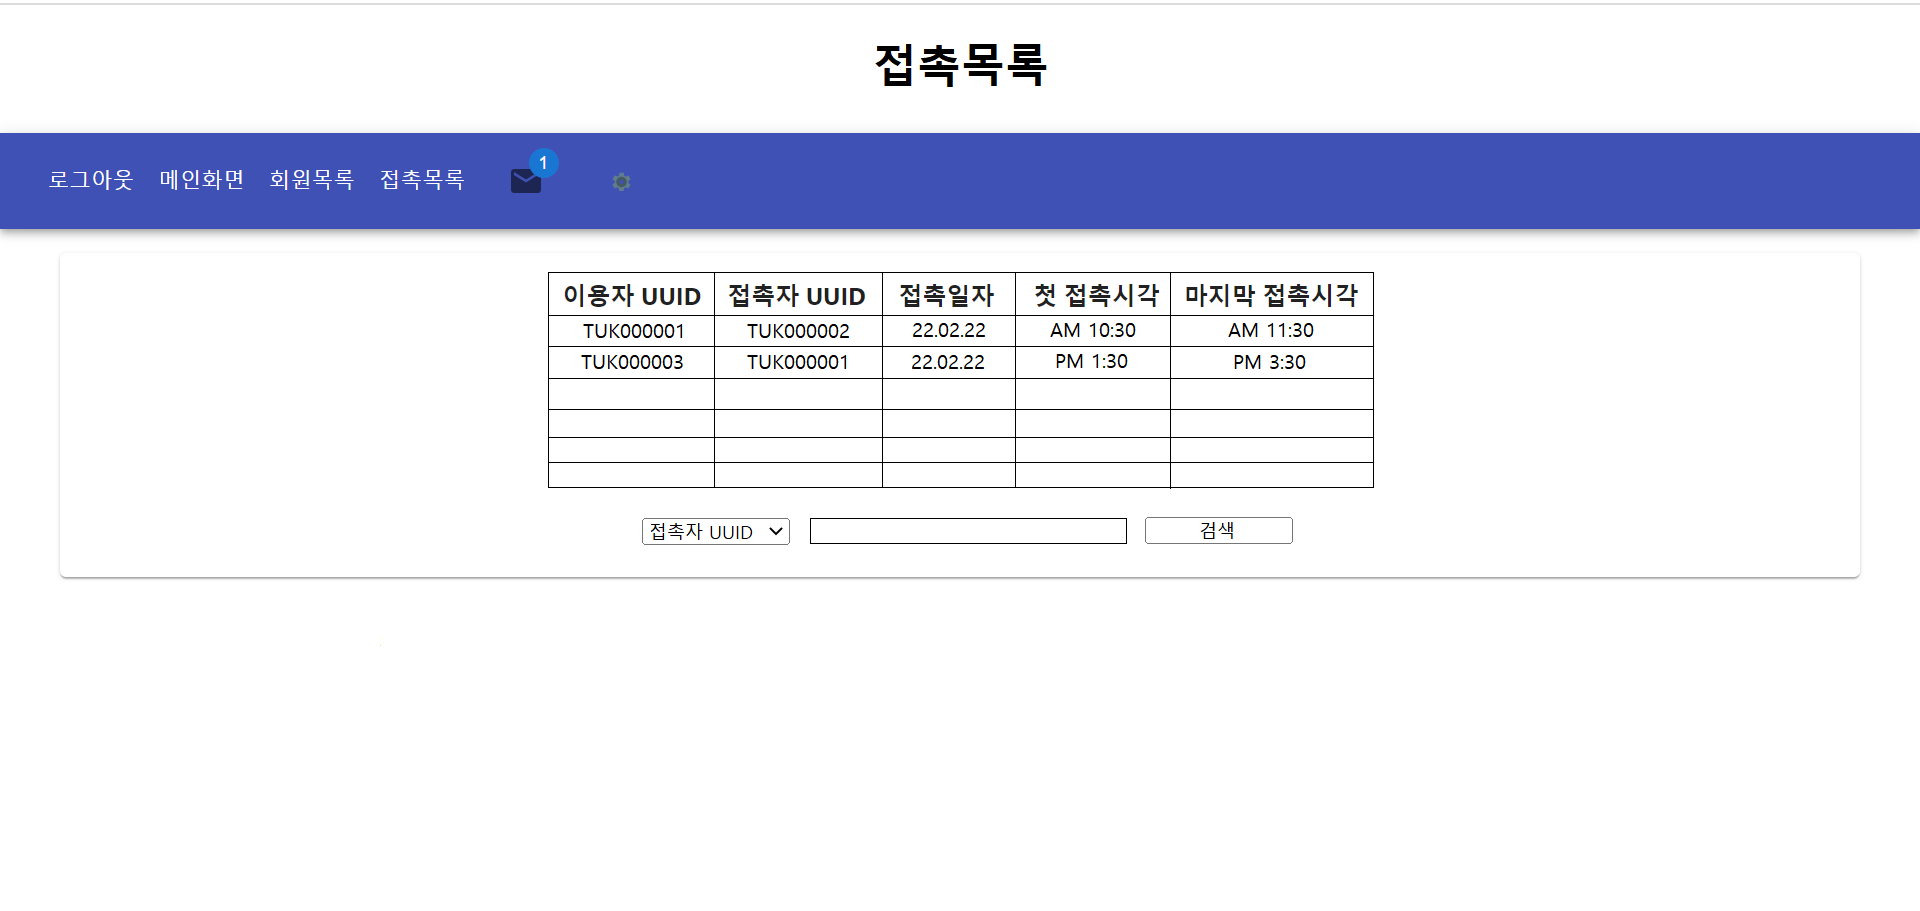 접촉목록
로그아웃 메인화면 회원목록 접촉목록 1
이용자 UUID 접촉자 UUID 접촉일자 첫 접촉시각 마지막 접촉시각
TUK000001 TUK000002 22.02.22 AM 10:30 AM 11:30
TUK000003 TUK000001 22.02.22 PM 1:30 PM 3:30
접촉자 UUID 검색